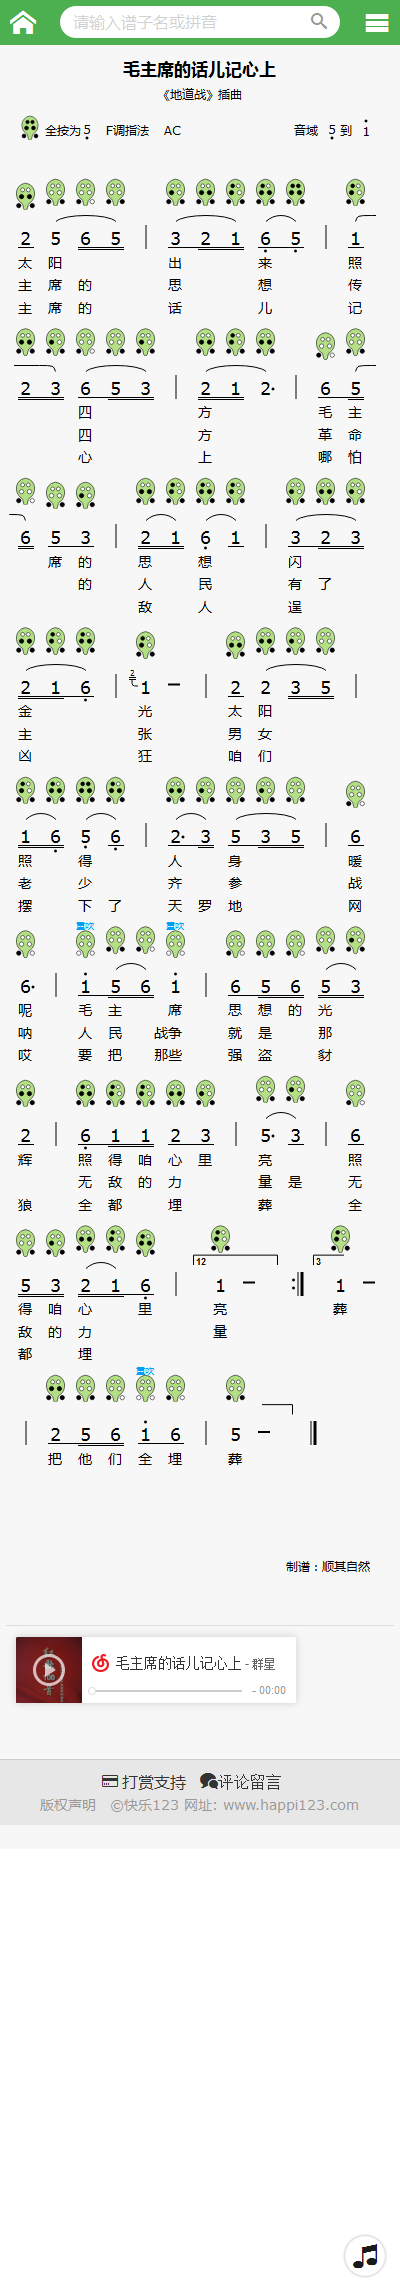 请输入谱子名或拼音
毛主席的话儿记心上
《地道战》插曲
全按为5 F调指法 AC 音域 5 到 1
2 5 6 5 | 3 2 1 6 5 | 1
太 阳 出 来 照
主 席 的 思 想 传
主 席 的 话 儿 记
2 3 6 5 3 | 2 1 2· | 6 5
四 方 毛 主
四 方 革 命
心 上 哪 怕
6 5 3 | 2 1 6 1 | 3 2 3
席 的 思 想 闪
的 人 民 有 了
敌 人 逞
2 1 6 | 2 1 – | 2 2 3 5 |
金 光 太 阳
主 张 男 女
凶 狂 咱 们
1 6 5 6 | 2· 3 5 3 5 | 6
照 得 人 身 暖
老 少 齐 参 战
摆 下 了 天 罗 地 网
重吹 重吹
6· | 1 5 6 1 | 6 5 6 5 3
呢 毛 主 席 思 想 的 光
呐 人 民 战争 就 是 那
哎 要 把 那些 强 盗 豺
2 | 6 1 1 2 3 | 5· 3 | 6
辉 照 得 咱 心 里 亮 照
无 敌 的 力 量 是 无
狼 全 都 埋 葬 全
12 3
5 3 2 1 6 | 1 – :| 1 –
得 咱 心 里 亮 葬
敌 的 力 量
都 埋
重吹
| 2 5 6 1 6 | 5 – ‖
把 他 们 全 埋 葬
制谱：顺其自然
毛主席的话儿记心上 - 群星
- 00:00
打赏支持 评论留言
版权声明 ©快乐123 网址: www.happi123.com